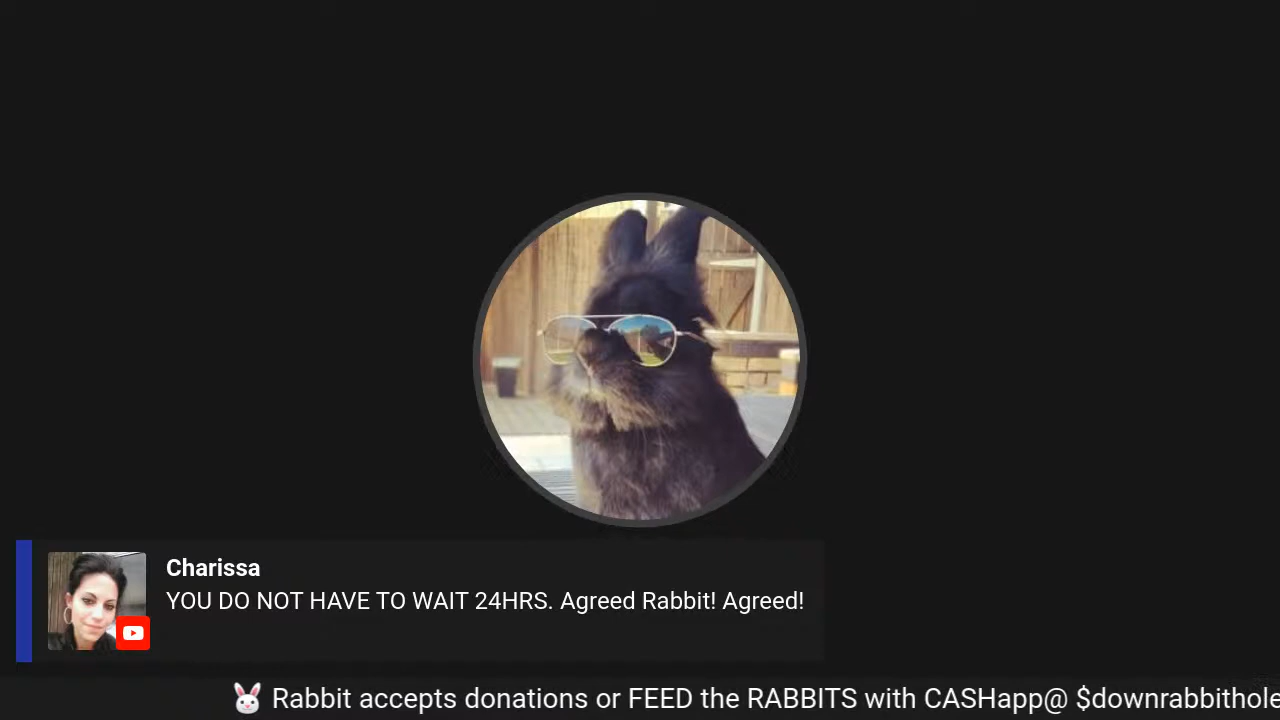 Charissa
YOU DO NOT HAVE TO WAIT 24HRS. Agreed Rabbit! Agreed!
Rabbit accepts donations or FEED the RABBITS with CASHapp@ $downrabbithole